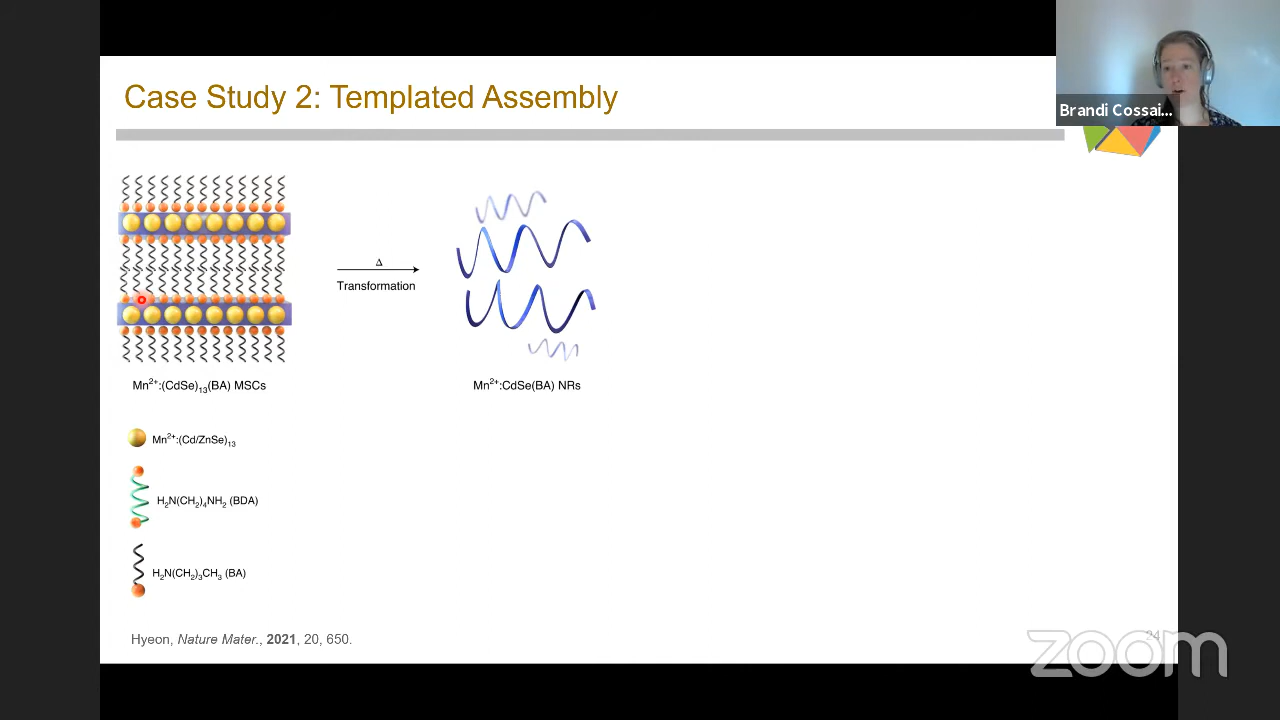 Case Study 2: Templated Assembly
Brandi Cossai...
Δ
Transformation
Mn²⁺:(CdSe)₁₃(BA) MSCs
Mn²⁺:CdSe(BA) NRs
Mn²⁺:(Cd/ZnSe)₁₃
H₂N(CH₂)₄NH₂ (BDA)
H₂N(CH₂)₃CH₃ (BA)
Hyeon, Nature Mater., 2021, 20, 650.
24
zoom